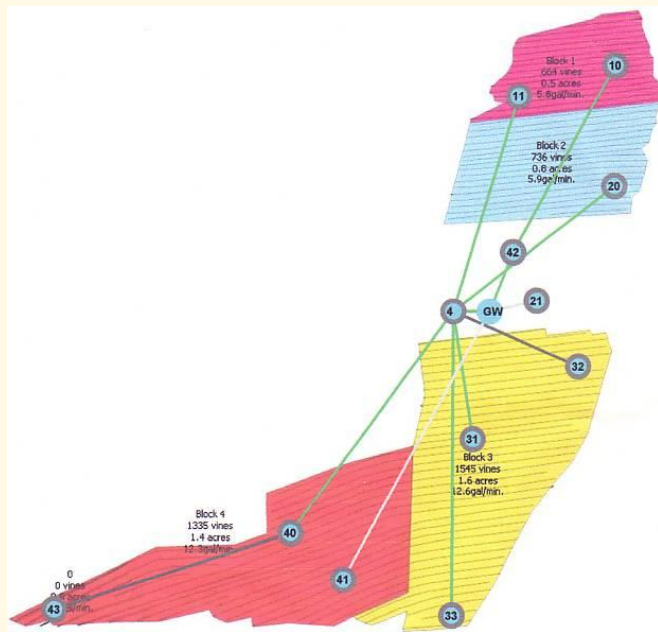 Block 1
664 vines
0.5 acres
5.8gal/min.
10
11
Block 2
736 vines
0.8 acres
5.9gal/min.
20
42
21
4
GW
32
31
Block 3
1545 vines
1.6 acres
12.6gal/min.
Block 4
1335 vines
1.4 acres
12.3gal/min.
40
41
0
0 vines
43
33